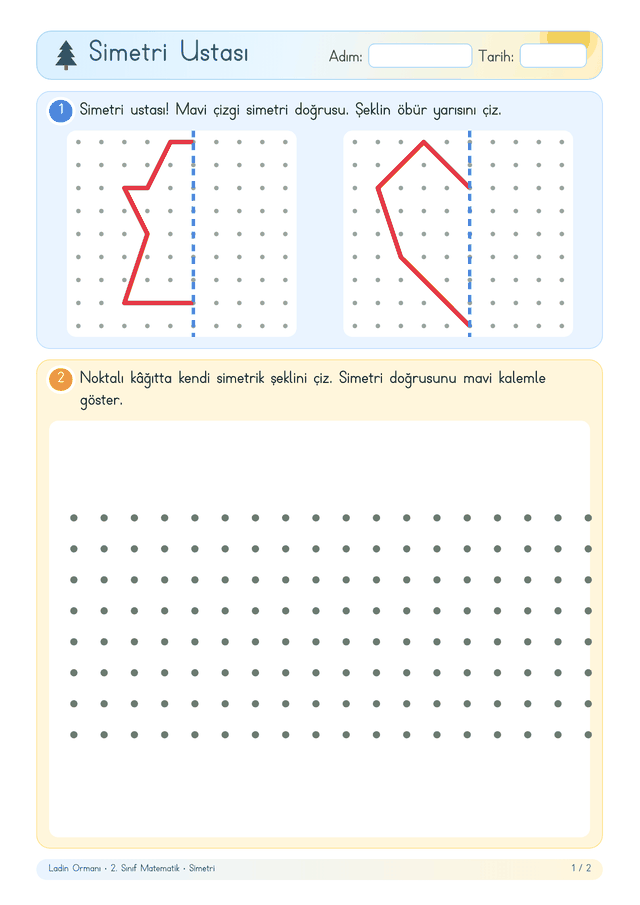 Simetri Ustası
Adım:
Tarih:
1
Simetri ustası! Mavi çizgi simetri doğrusu. Şeklin öbür yarısını çiz.
2
Noktalı kâğıtta kendi simetrik şeklini çiz. Simetri doğrusunu mavi kalemle
göster.
Ladin Ormanı • 2. Sınıf Matematik • Simetri
1 / 2